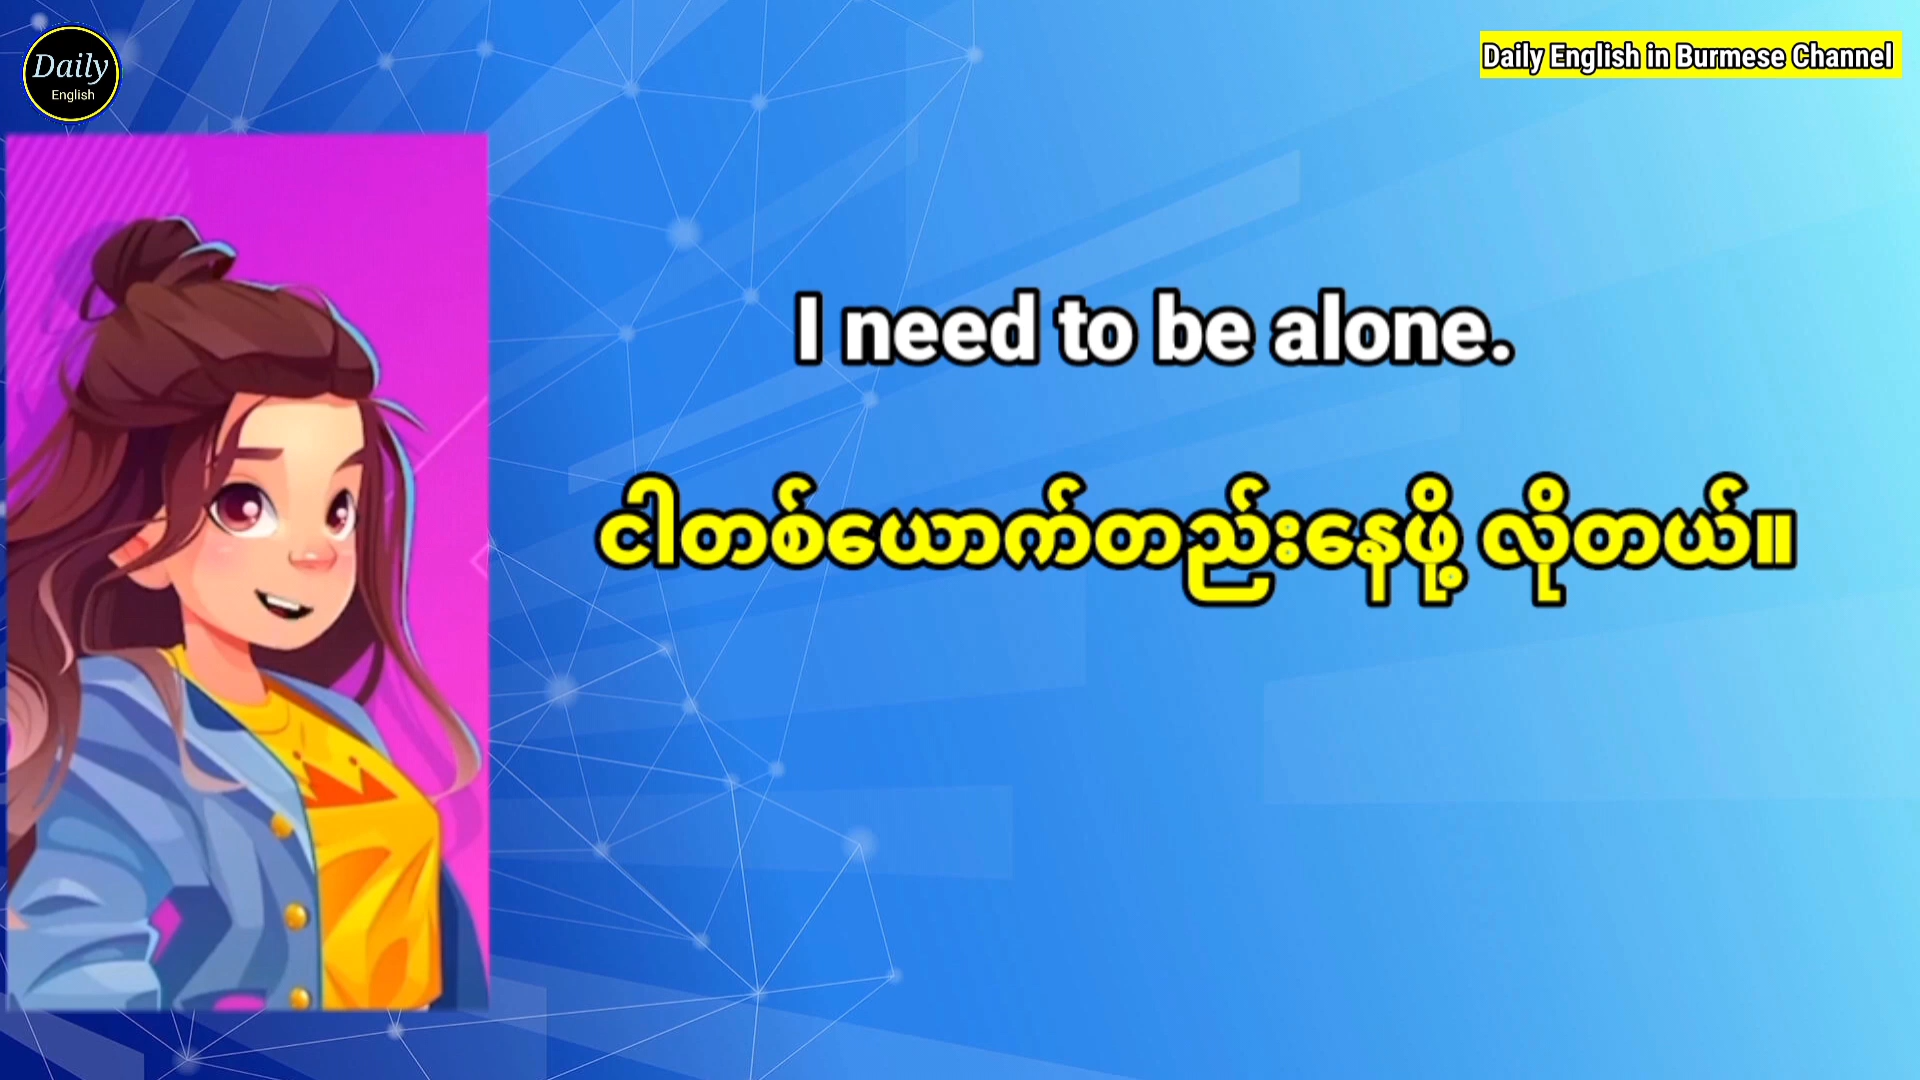 Daily
English
Daily English in Burmese Channel
I need to be alone.
ငါတစ်ယောက်တည်းနေဖို့ လိုတယ်။